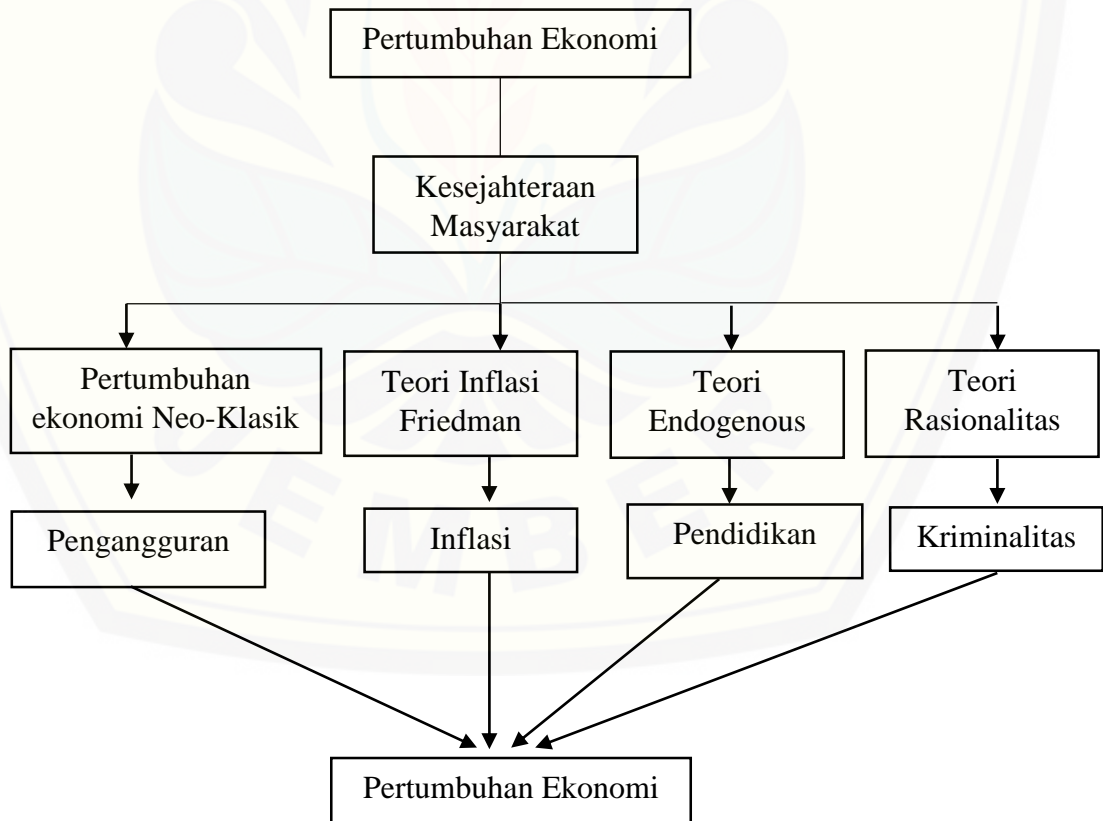 Pertumbuhan Ekonomi
Kesejahteraan
Masyarakat
Pertumbuhan
ekonomi Neo-Klasik
Teori Inflasi
Friedman
Teori
Endogenous
Teori
Rasionalitas
Pengangguran
Inflasi
Pendidikan
Kriminalitas
Pertumbuhan Ekonomi